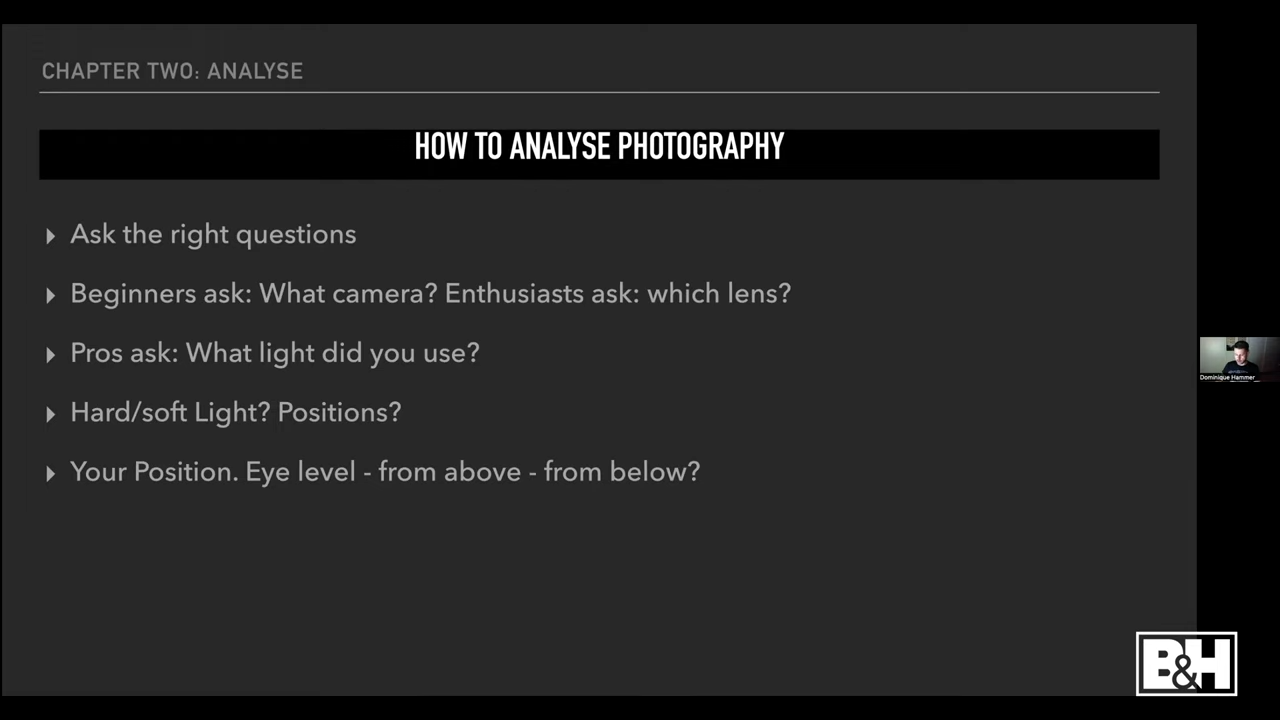 CHAPTER TWO: ANALYSE
HOW TO ANALYSE PHOTOGRAPHY
Ask the right questions
Beginners ask: What camera? Enthusiasts ask: which lens?
Pros ask: What light did you use?
Hard/soft Light? Positions?
Your Position. Eye level - from above - from below?
Dominique Hammer
B&H